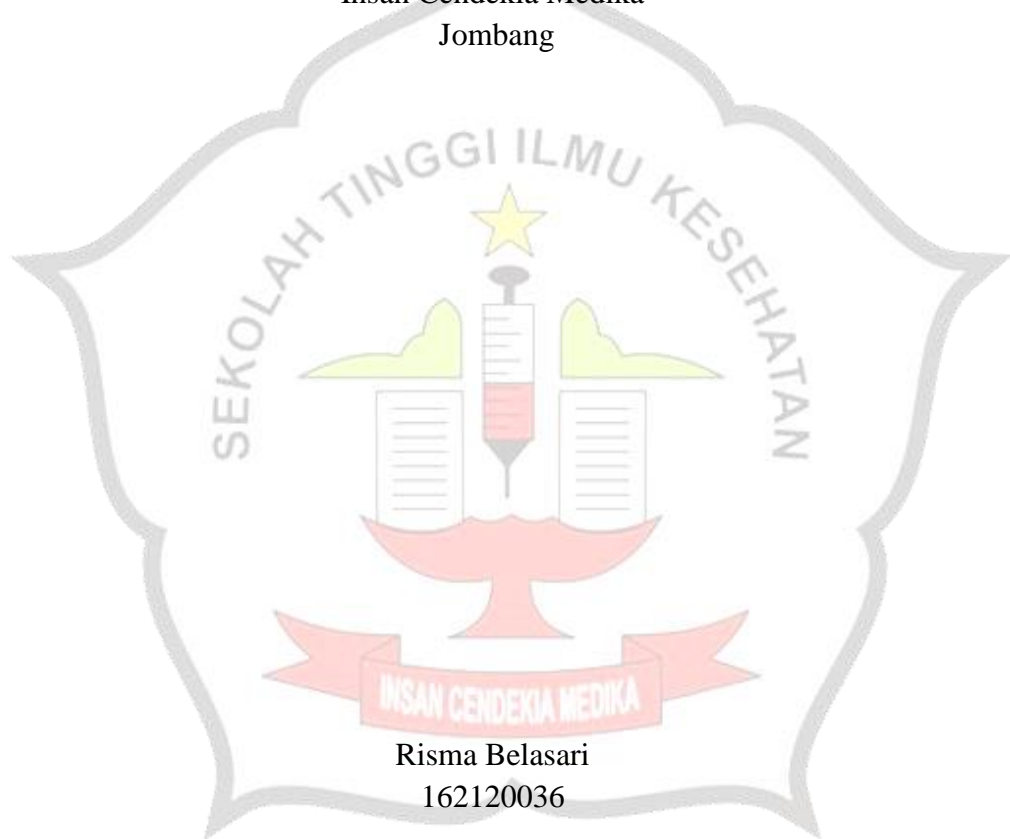 Insan Cendekia Medika
Jombang
SEKOLAH TINGGI ILMU KESEHATAN
INSAN CENDEKIA MEDIKA
Risma Belasari
162120036